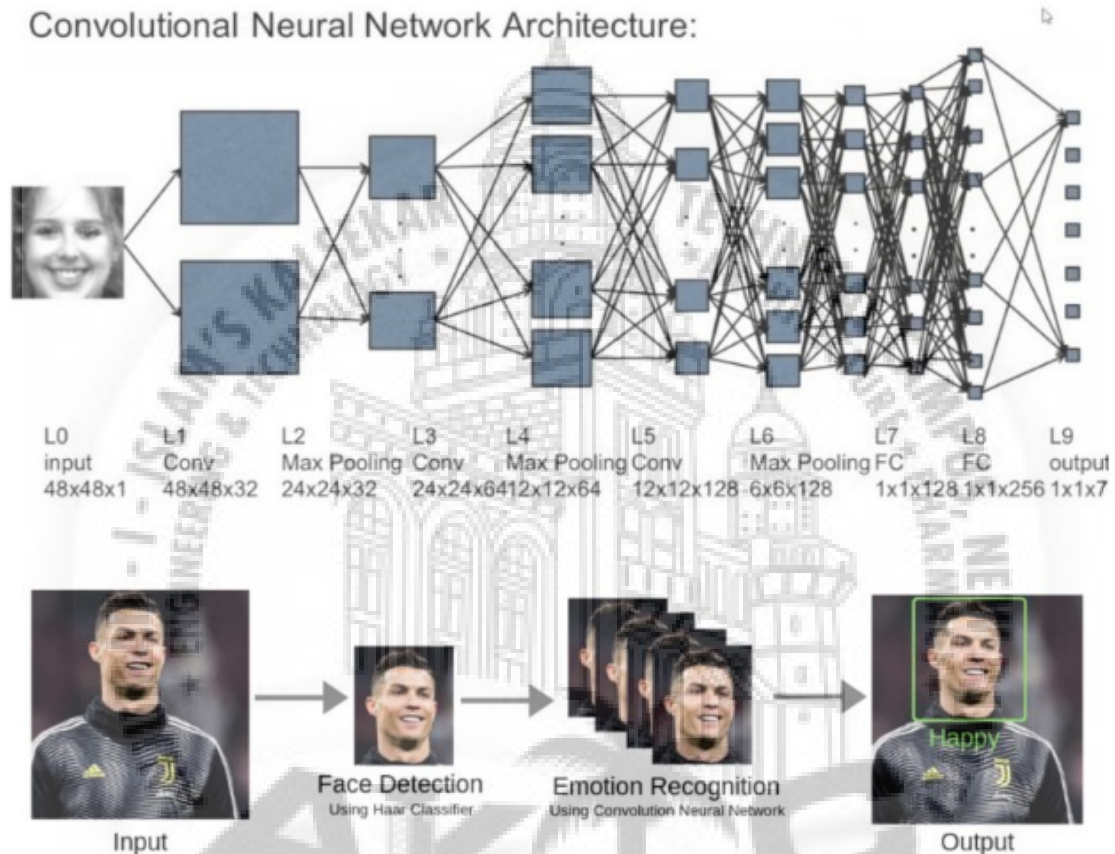 Convolutional Neural Network Architecture:
L0 L1 L2 L3 L4 L5 L6 L7 L8 L9
input Conv Max Pooling Conv Max Pooling Conv Max Pooling FC FC output
48x48x1 48x48x32 24x24x32 24x24x64 12x12x64 12x12x128 6x6x128 1x1x128 1x1x256 1x1x7
Happy
Face Detection
Using Haar Classifier
Emotion Recognition
Using Convolution Neural Network
Input
Output